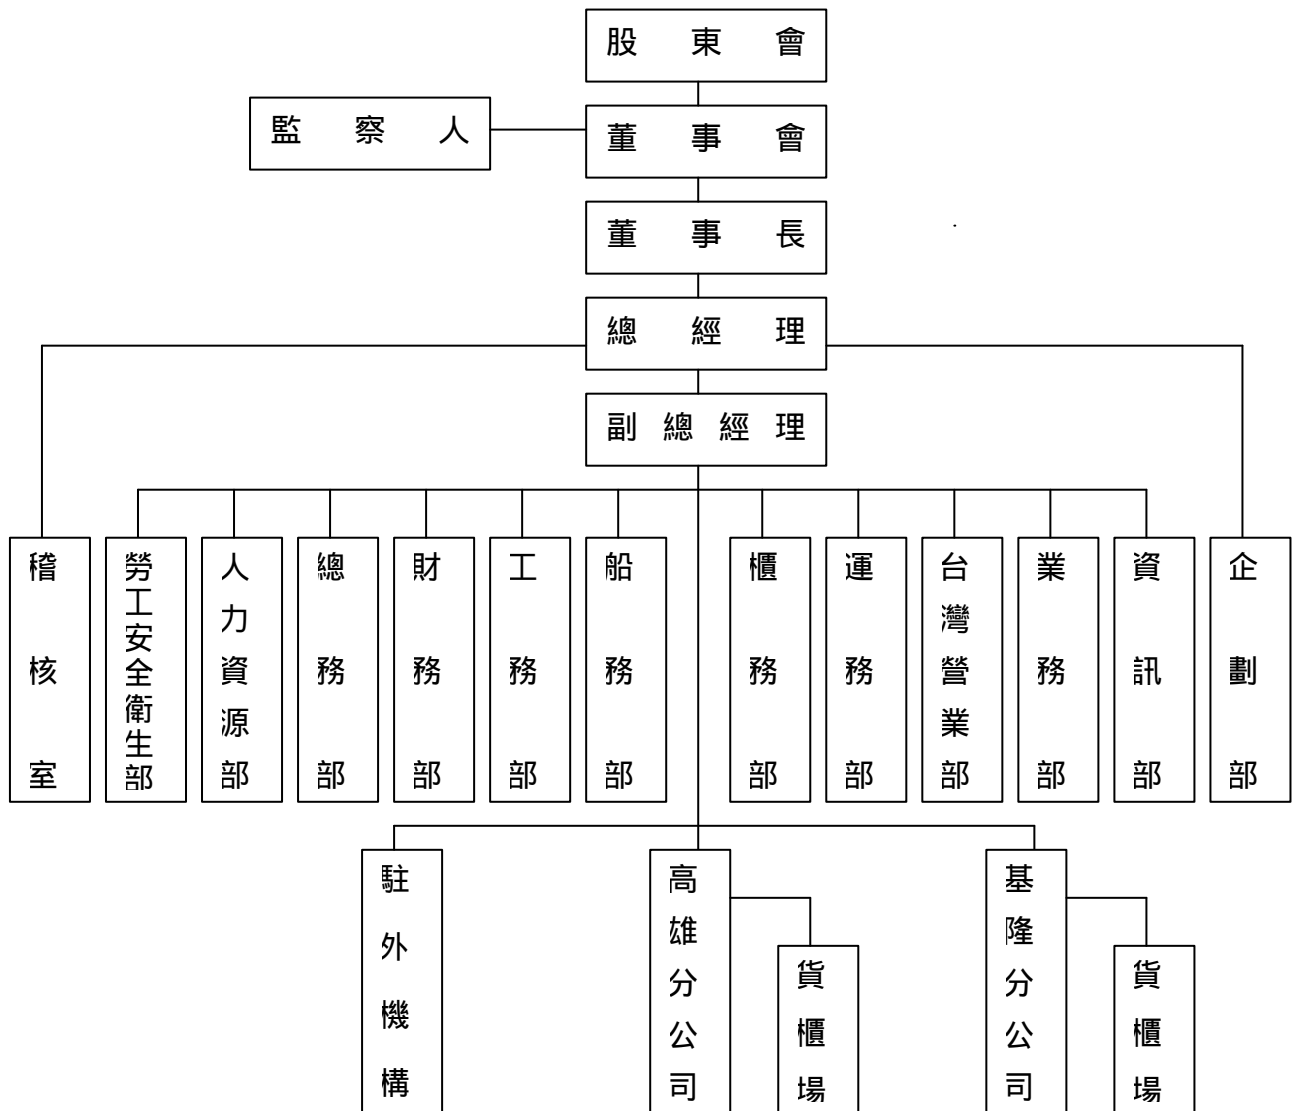 股東會
監察人
董事會
董事長
總經理
副總經理
稽核室
勞工安全衛生部
人力資源部
總務部
財務部
工務部
船務部
櫃務部
運務部
台灣營業部
業務部
資訊部
企劃部
駐外機構
高雄分公司
貨櫃場
基隆分公司
貨櫃場